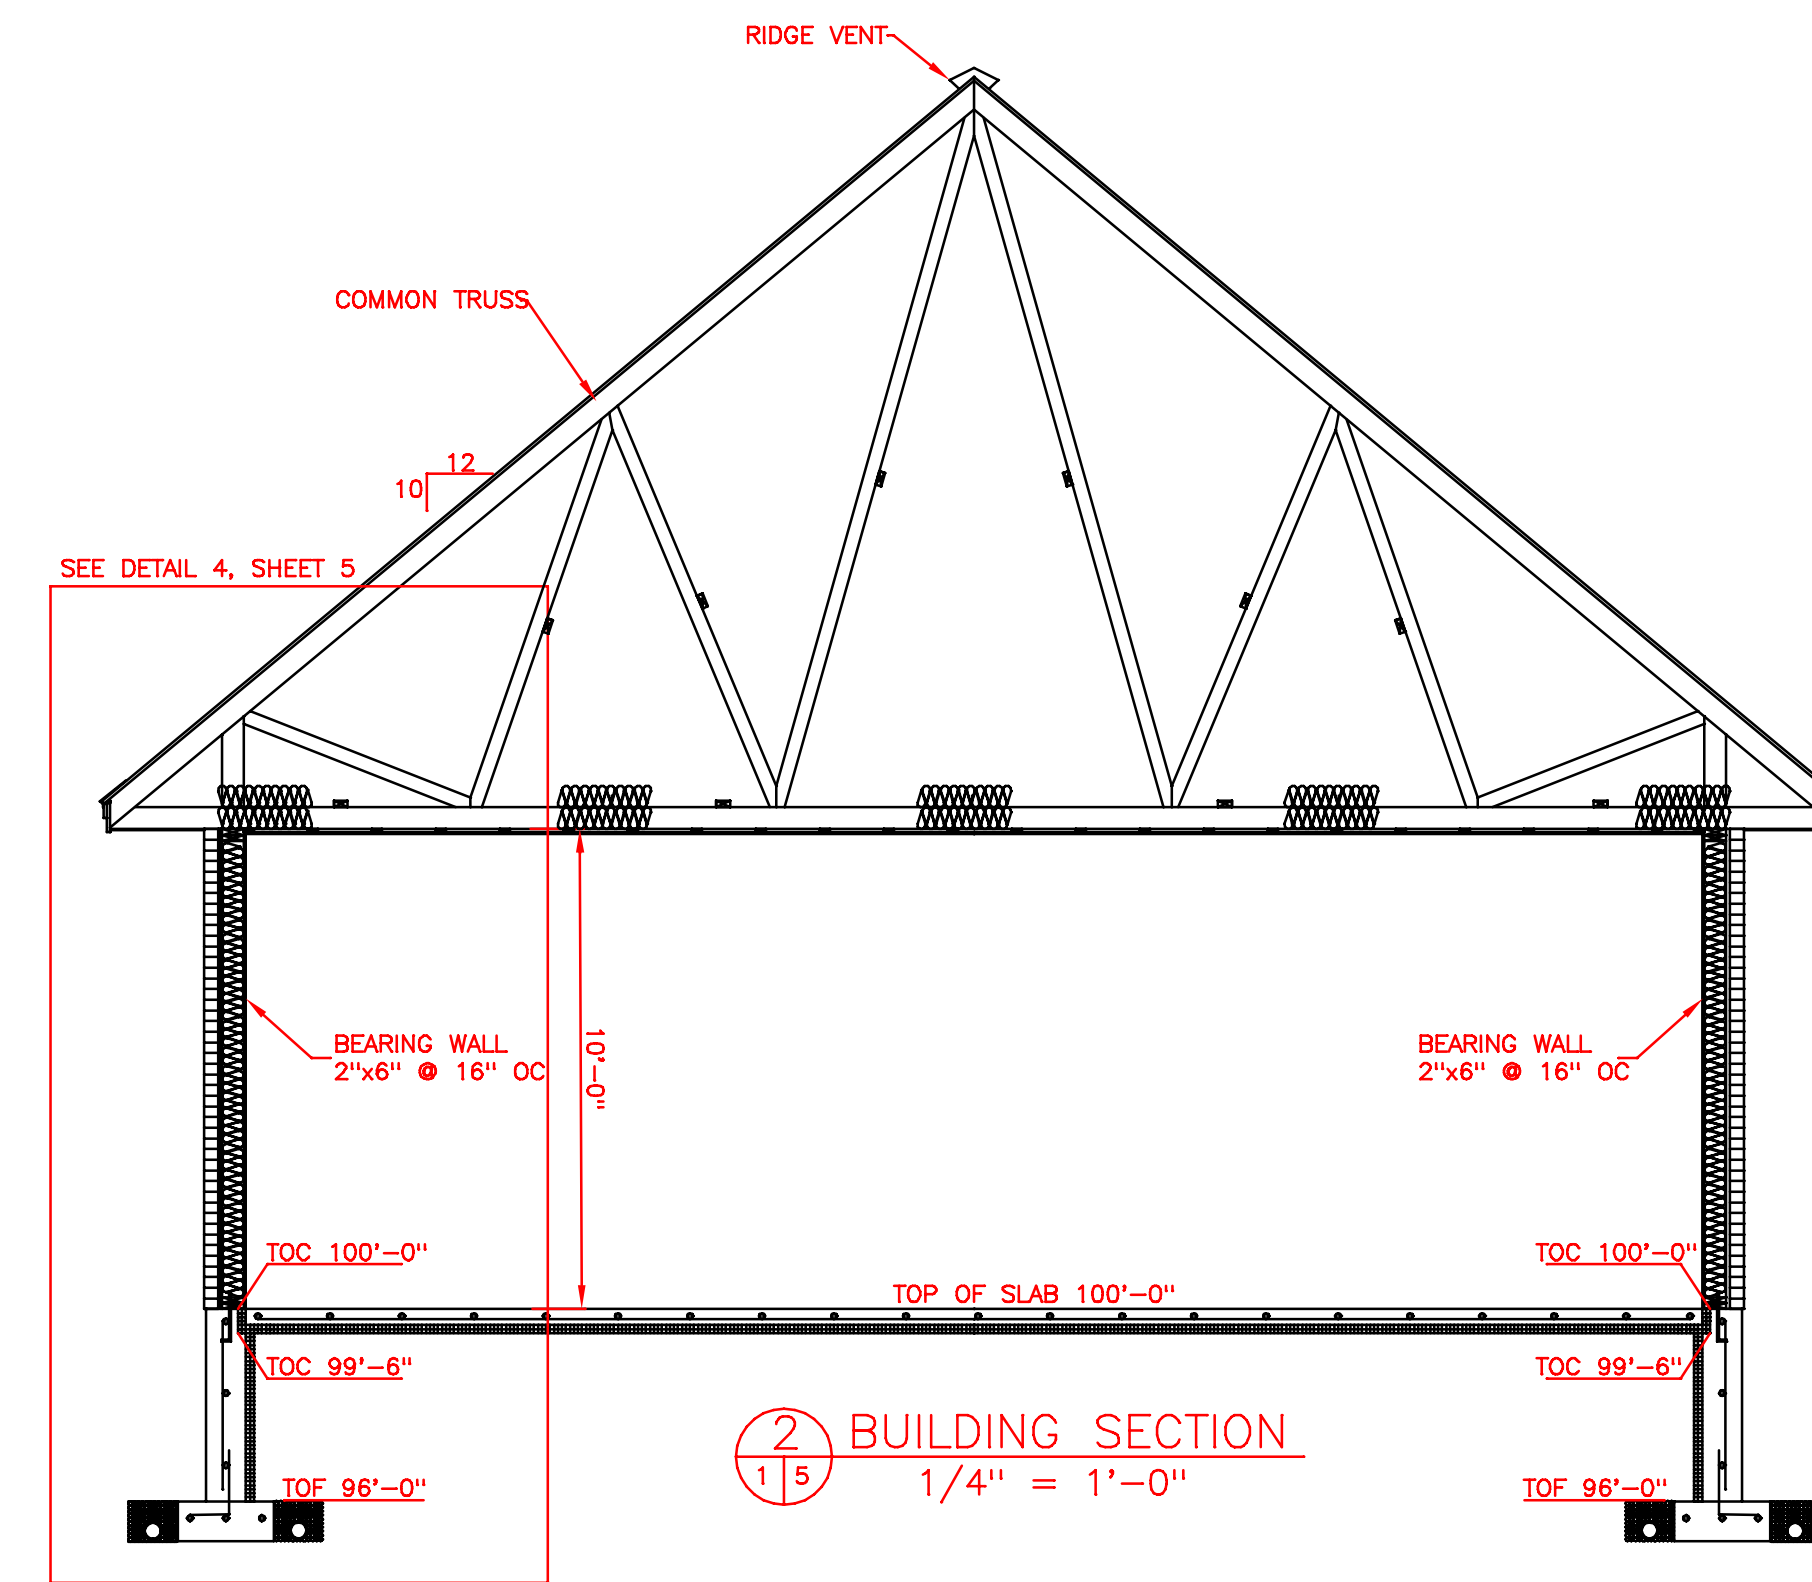 RIDGE VENT
COMMON TRUSS
12
10
SEE DETAIL 4, SHEET 5
BEARING WALL
2"x6" @ 16" OC
10'-0"
BEARING WALL
2"x6" @ 16" OC
TOC 100'-0"
TOC 100'-0"
TOP OF SLAB 100'-0"
TOC 99'-6"
TOC 99'-6"
2 BUILDING SECTION
1 5 1/4" = 1'-0"
TOF 96'-0"
TOF 96'-0"